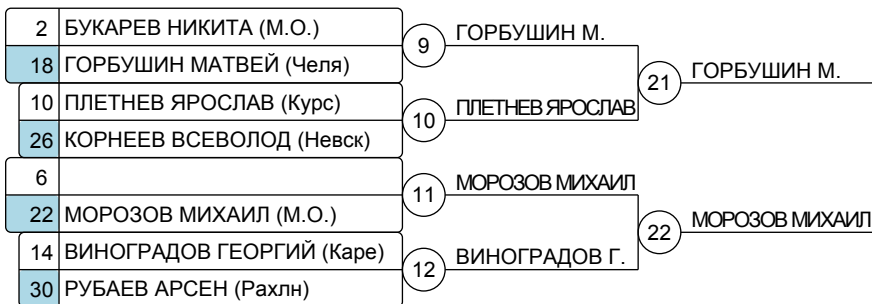 2 БУКАРЕВ НИКИТА (М.О.)
18 ГОРБУШИН МАТВЕЙ (Челя)
10 ПЛЕТНЕВ ЯРОСЛАВ (Курс)
26 КОРНЕЕВ ВСЕВОЛОД (Невск)
6
22 МОРОЗОВ МИХАИЛ (М.О.)
14 ВИНОГРАДОВ ГЕОРГИЙ (Каре)
30 РУБАЕВ АРСЕН (Рахлн)
9 ГОРБУШИН М.
10 ПЛЕТНЕВ ЯРОСЛАВ
11 МОРОЗОВ МИХАИЛ
12 ВИНОГРАДОВ Г.
21 ГОРБУШИН М.
22 МОРОЗОВ МИХАИЛ